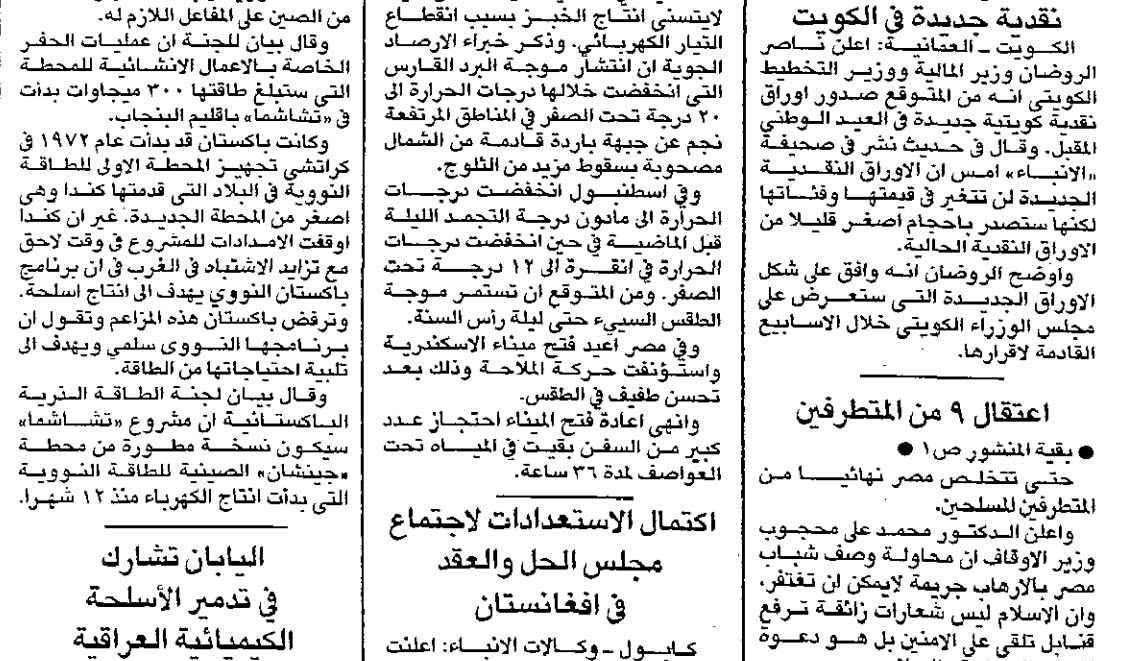 نقدية جديدة في الكويت
الكويت ـ العمانية: اعلن ناصر
الروضان وزير المالية ووزير التخطيط
الكويتى انه من المتوقع صدور اوراق
نقدية كويتية جديدة في العيد الوطني
المقبل. وقال في حديث نشر في صحيفة
«الانباء» امس ان الاوراق النقدية
الجديدة لن تتغير في قيمتها وفئاتها
لكنها ستصدر باحجام أصغر قليلا من
الاوراق النقدية الحالية.
واوضح الروضان انه وافق على شكل
الاوراق الجديدة التى ستعرض على
مجلس الوزراء الكويتى خلال الاسابيع
القادمة لاقرارها.
اعتقال ٩ من المتطرفين
● بقية المنشور ص١ ●
حتى تتخلص مصر نهائيا من
المتطرفين المسلحين.
واعلن الدكتور محمد على محجوب
وزير الاوقاف ان محاولة وصف شباب
مصر بالارهاب جريمة لايمكن ان تغتفر.
وان الاسلام ليس شعارات زائفة ترفع
قنابل تلقى على الامنين بل هو دعوة
لايتسنى انتاج الخبز بسبب انقطاع
التيار الكهربائي. وذكر خبراء الارصاد
الجوية ان انتشار موجة البرد القارس
التى انخفضت خلالها درجات الحرارة الى
٢٠ درجة تحت الصفر في المناطق المرتفعة
نجم عن جبهة باردة قادمة من الشمال
مصحوبة بسقوط مزيد من الثلوج.
وفي اسطنبول انخفضت درجات
الحرارة الى مادون درجة التجمد الليلة
قبل الماضية في حين انخفضت درجات
الحرارة في انقرة الى ١٢ درجة تحت
الصفر. ومن المتوقع ان تستمر موجة
الطقس السيىء حتى ليلة رأس السنة.
وفي مصر اعيد فتح ميناء الاسكندرية
واستؤنفت حركة الملاحة وذلك بعد
تحسن طفيف في الطقس.
وانهى اعادة فتح الميناء احتجاز عدد
كبير من السفن بقيت في المياه تحت
العواصف لمدة ٣٦ ساعة.
اكتمال الاستعدادات لاجتماع
مجلس الحل والعقد
في افغانستان
كابول ـ وكالات الانباء: اعلنت
من الصين على المفاعل اللازم له.
وقال بيان للجنة ان عمليات الحفر
الخاصة بالاعمال الانشائية للمحطة
التى ستبلغ طاقتها ٣٠٠ ميجاوات بدأت
في «تشاشما» باقليم البنجاب.
وكانت باكستان قد بدأت عام ١٩٧٢ في
كراتشى تجهيز المحطة الاولى للطاقة
النووية في البلاد التى قدمتها كندا وهى
اصغر من المحطة الجديدة. غير ان كندا
اوقفت الامدادات للمشروع في وقت لاحق
مع تزايد الاشتباه في الغرب في ان برنامج
باكستان النووي يهدف الى انتاج اسلحة.
وترفض باكستان هذه المزاعم وتقول ان
برنامجها النووى سلمي ويهدف الى
تلبية احتياجاتها من الطاقة.
وقال بيان لجنة الطاقة الذرية
الباكستانية ان مشروع «تشاشما»
سيكون نسخة مطورة من محطة
«جينشان» الصينية للطاقة النووية
التى بدأت انتاج الكهرباء منذ ١٢ شهرا.
اليابان تشارك
في تدمير الأسلحة
الكيميائية العراقية